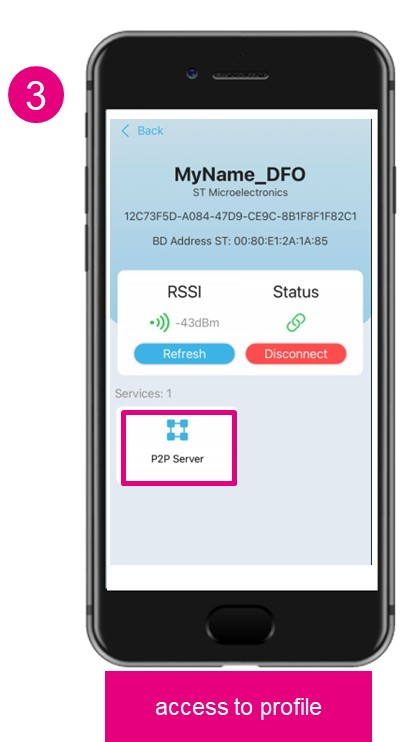 3
Back
MyName_DFO
ST Microelectronics
12C73F5D-A084-47D9-CE9C-8B1F8F1F82C1
BD Address ST: 00:80:E1:2A:1A:85
RSSI Status
-43dBm
Refresh Disconnect
Services: 1
P2P Server
access to profile